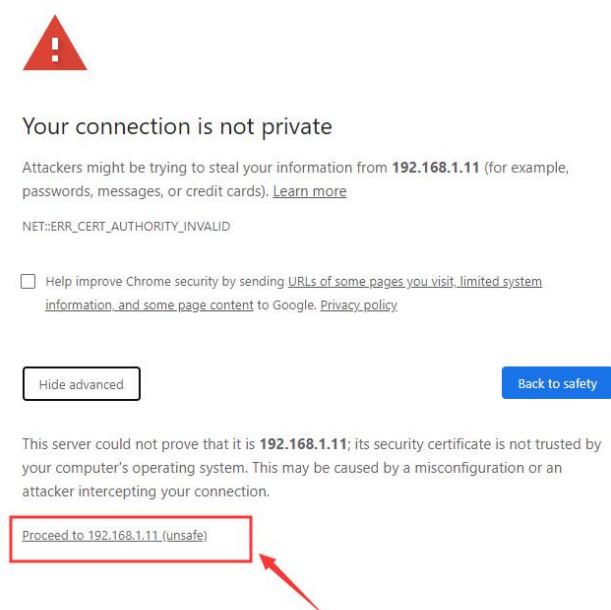 Your connection is not private
Attackers might be trying to steal your information from 192.168.1.11 (for example,
passwords, messages, or credit cards). Learn more
NET::ERR_CERT_AUTHORITY_INVALID
Help improve Chrome security by sending URLs of some pages you visit, limited system
information, and some page content to Google. Privacy policy
Hide advanced
Back to safety
This server could not prove that it is 192.168.1.11; its security certificate is not trusted by
your computer's operating system. This may be caused by a misconfiguration or an
attacker intercepting your connection.
Proceed to 192.168.1.11 (unsafe)